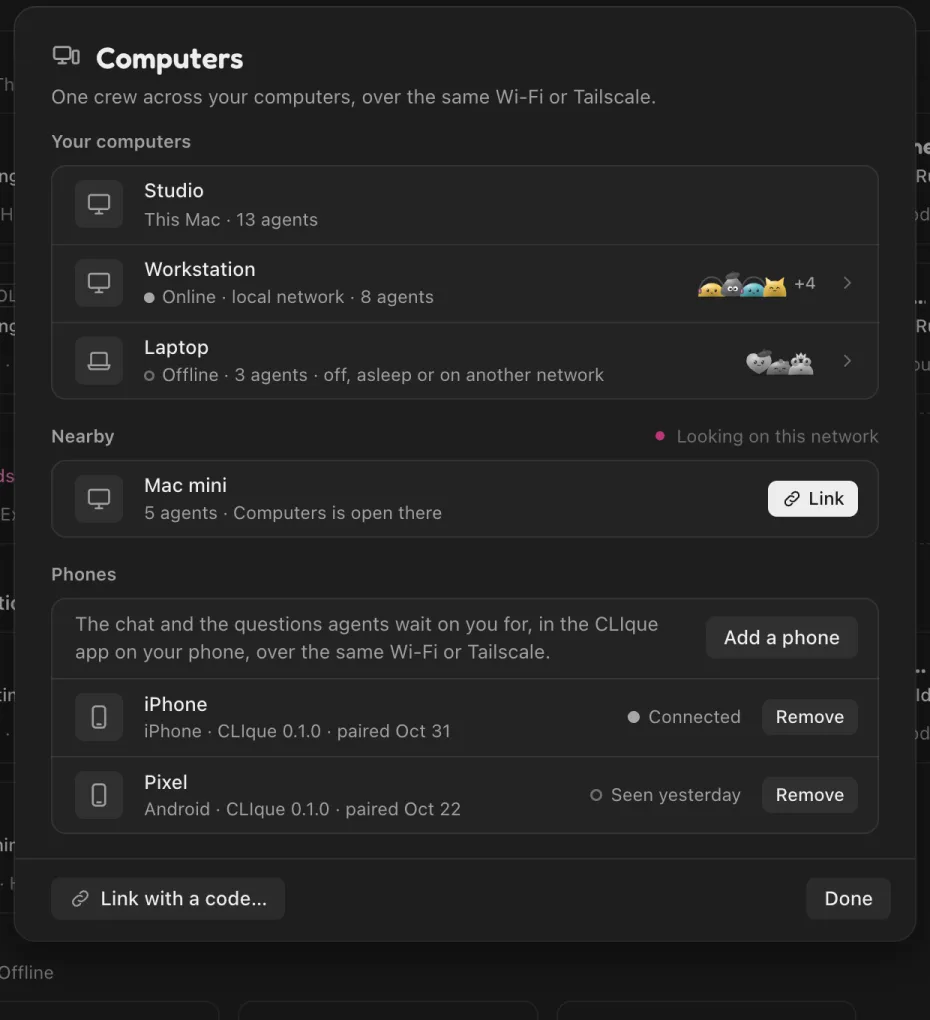 Computers
One crew across your computers, over the same Wi-Fi or Tailscale.
Your computers
Studio
This Mac · 13 agents
Workstation
Online · local network · 8 agents
+4
Laptop
Offline · 3 agents · off, asleep or on another network
Nearby
Looking on this network
Mac mini
5 agents · Computers is open there
Link
Phones
The chat and the questions agents wait on you for, in the CLIque
app on your phone, over the same Wi-Fi or Tailscale.
Add a phone
iPhone
iPhone · CLIque 0.1.0 · paired Oct 31
Connected
Remove
Pixel
Android · CLIque 0.1.0 · paired Oct 22
Seen yesterday
Remove
Link with a code...
Done
Offline